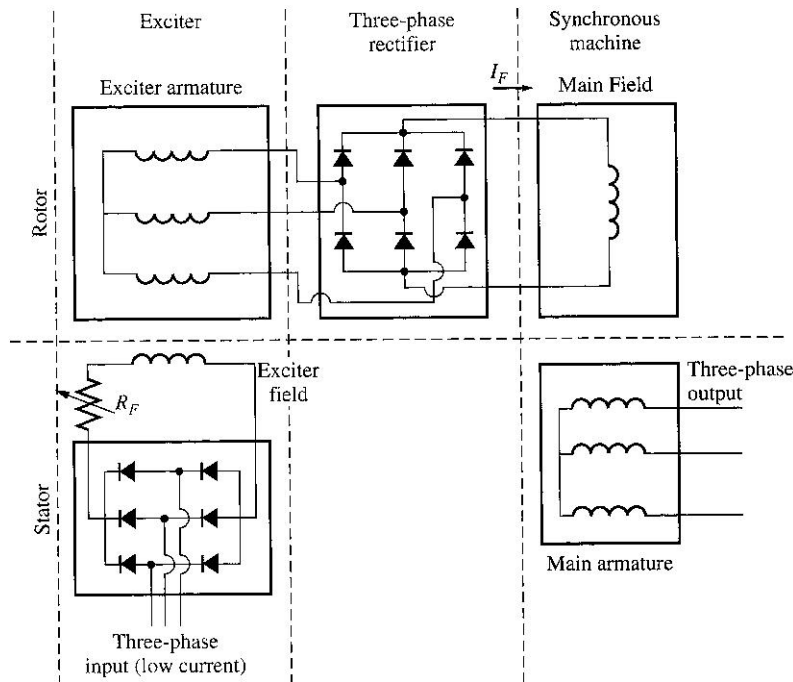 Exciter
Three-phase
rectifier
Synchronous
machine
Exciter armature
I_F
Main Field
Rotor
Exciter
field
R_F
Three-phase
output
Stator
Main armature
Three-phase
input (low current)